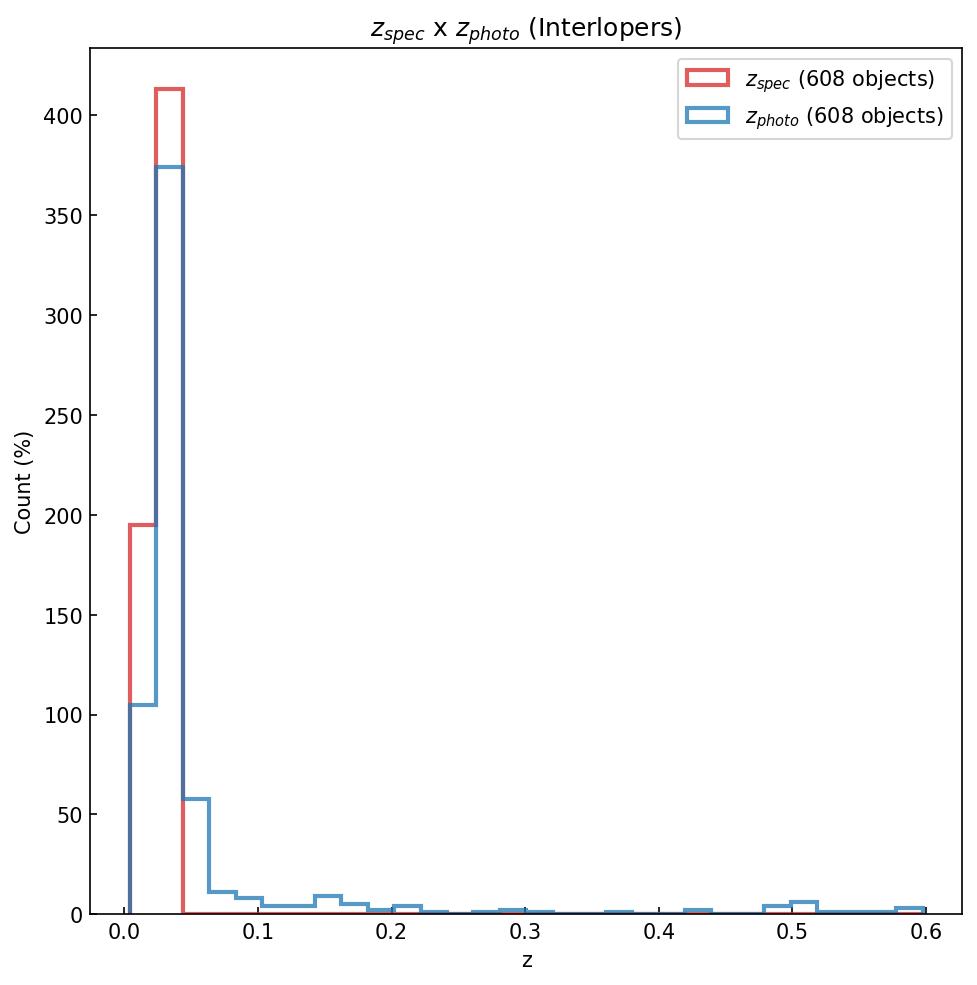 z_spec x z_photo (Interlopers)
z_spec (608 objects)
z_photo (608 objects)
Count (%)
400
350
300
250
200
150
100
50
0
0.0 0.1 0.2 0.3 0.4 0.5 0.6
z